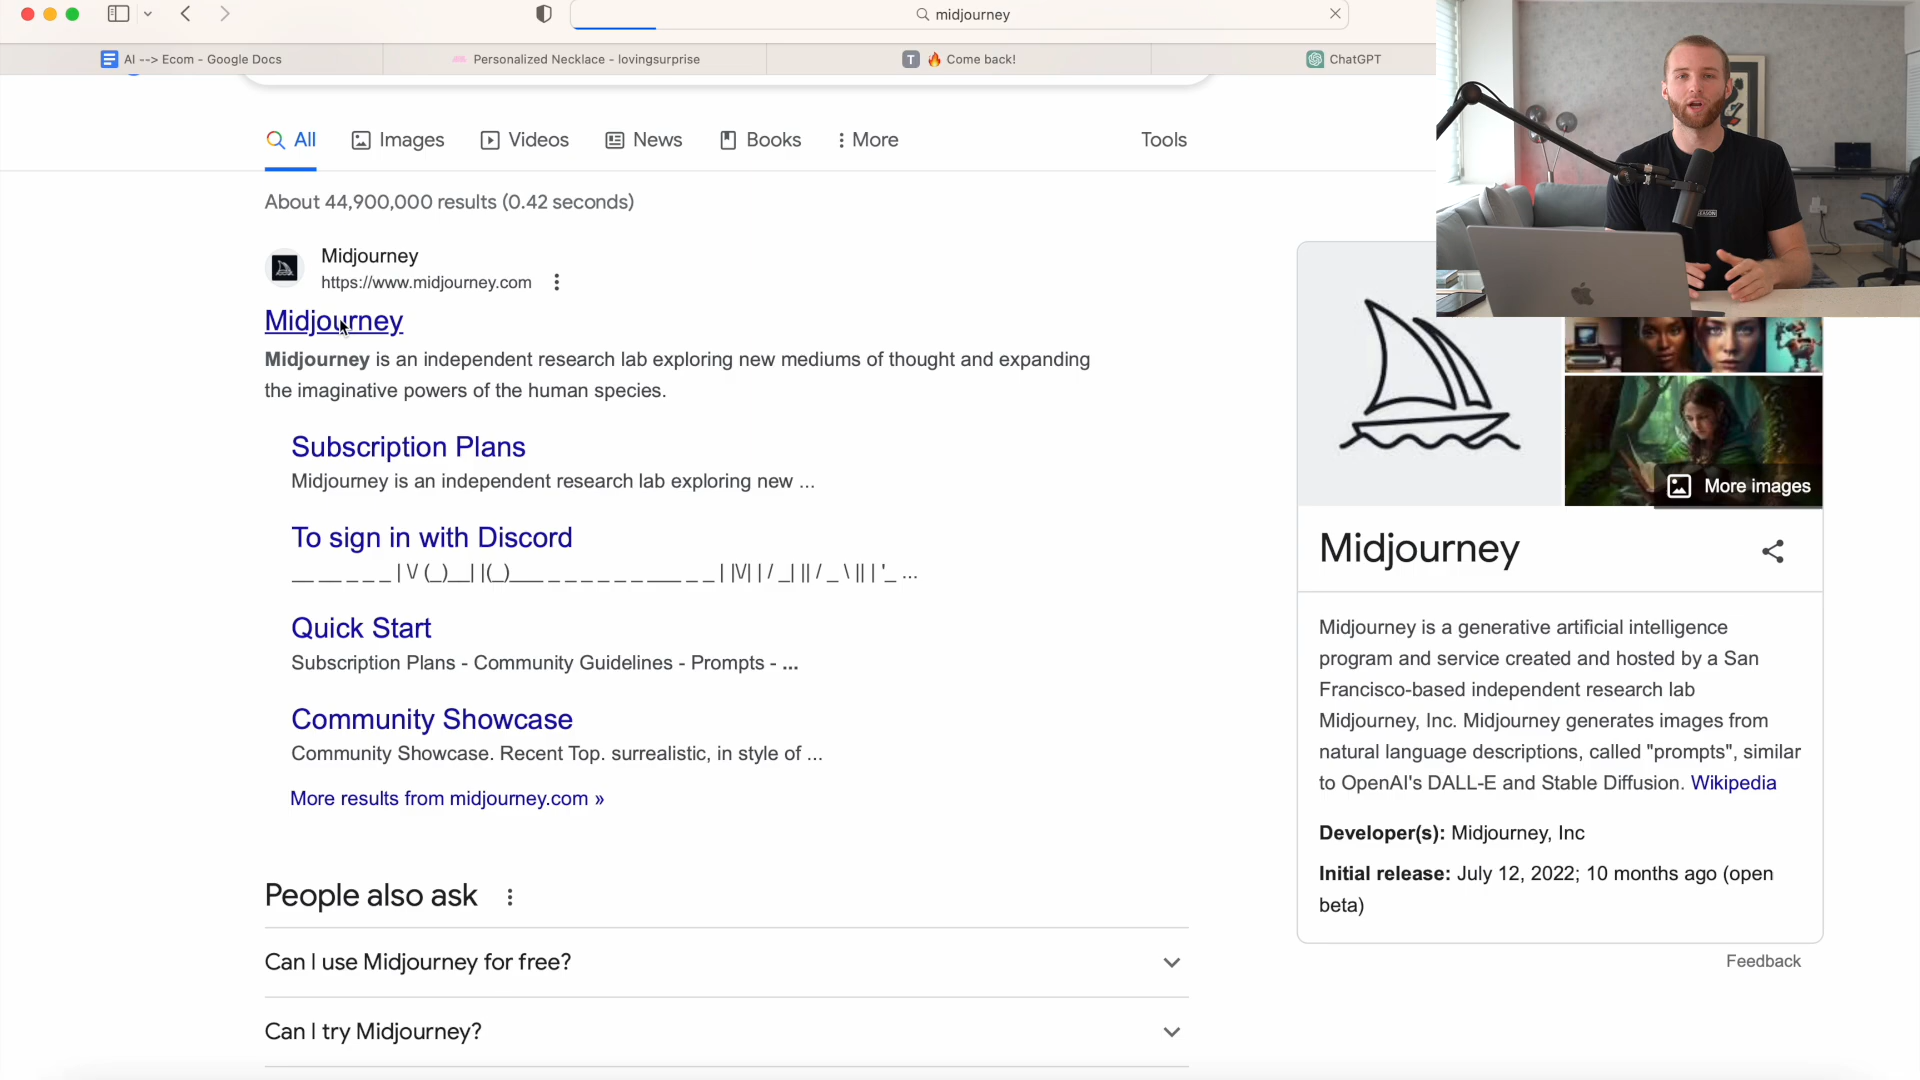 midjourney
AI --> Ecom - Google Docs
Personalized Necklace - lovingsurprise
T 🔥 Come back!
ChatGPT
All
Images
Videos
News
Books
More
Tools
About 44,900,000 results (0.42 seconds)
Midjourney
https://www.midjourney.com
Midjourney
Midjourney is an independent research lab exploring new mediums of thought and expanding
the imaginative powers of the human species.
Subscription Plans
Midjourney is an independent research lab exploring new ...
To sign in with Discord
__ __ _ _ _ | \/ (_)__| |(_)___ _ _ _ _ _ _ ___ _ _ | |\/| | / _| || / _ \ || | '_ ...
Quick Start
Subscription Plans - Community Guidelines - Prompts - ...
Community Showcase
Community Showcase. Recent Top. surrealistic, in style of ...
More results from midjourney.com »
People also ask
Can I use Midjourney for free?
Can I try Midjourney?
More images
Midjourney
Midjourney is a generative artificial intelligence
program and service created and hosted by a San
Francisco-based independent research lab
Midjourney, Inc. Midjourney generates images from
natural language descriptions, called "prompts", similar
to OpenAI's DALL-E and Stable Diffusion. Wikipedia
Developer(s): Midjourney, Inc
Initial release: July 12, 2022; 10 months ago (open
beta)
Feedback